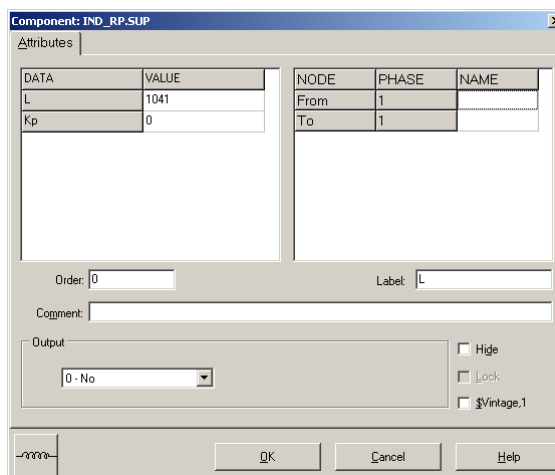 Component: IND_RP.SUP
Attributes
DATA VALUE
L 1041
Kp 0
NODE PHASE NAME
From 1
To 1
Order: 0
Label: L
Comment:
Output
0 - No
Hide
Lock
$Vintage,1
OK Cancel Help